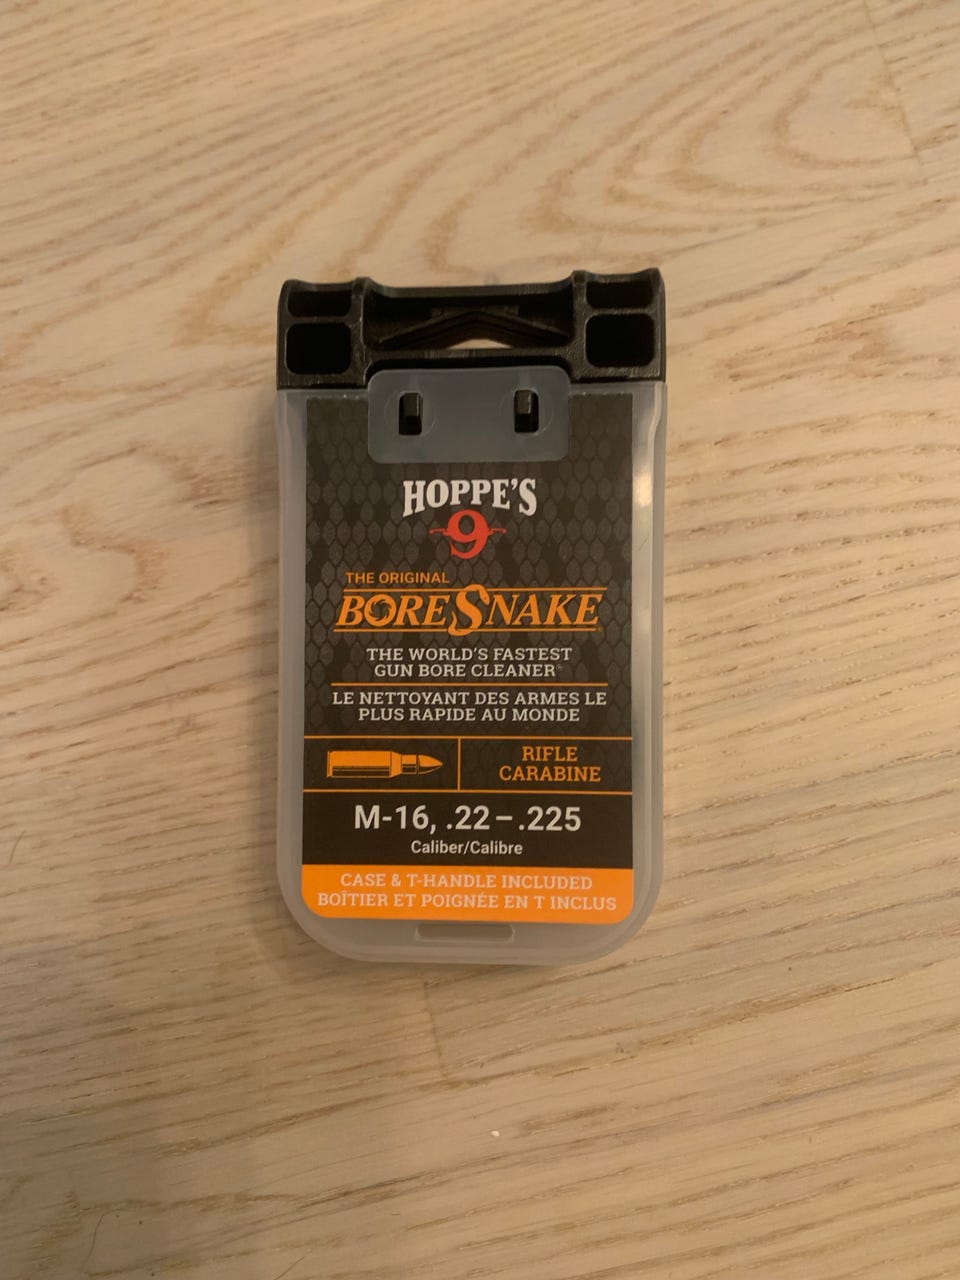 HOPPE'S
9
THE ORIGINAL
BORESNAKE
THE WORLD'S FASTEST
GUN BORE CLEANER®
LE NETTOYANT DES ARMES LE
PLUS RAPIDE AU MONDE
RIFLE
CARABINE
M-16, .22–.225
Caliber/Calibre
CASE & T-HANDLE INCLUDED
BOÎTIER ET POIGNÉE EN T INCLUS